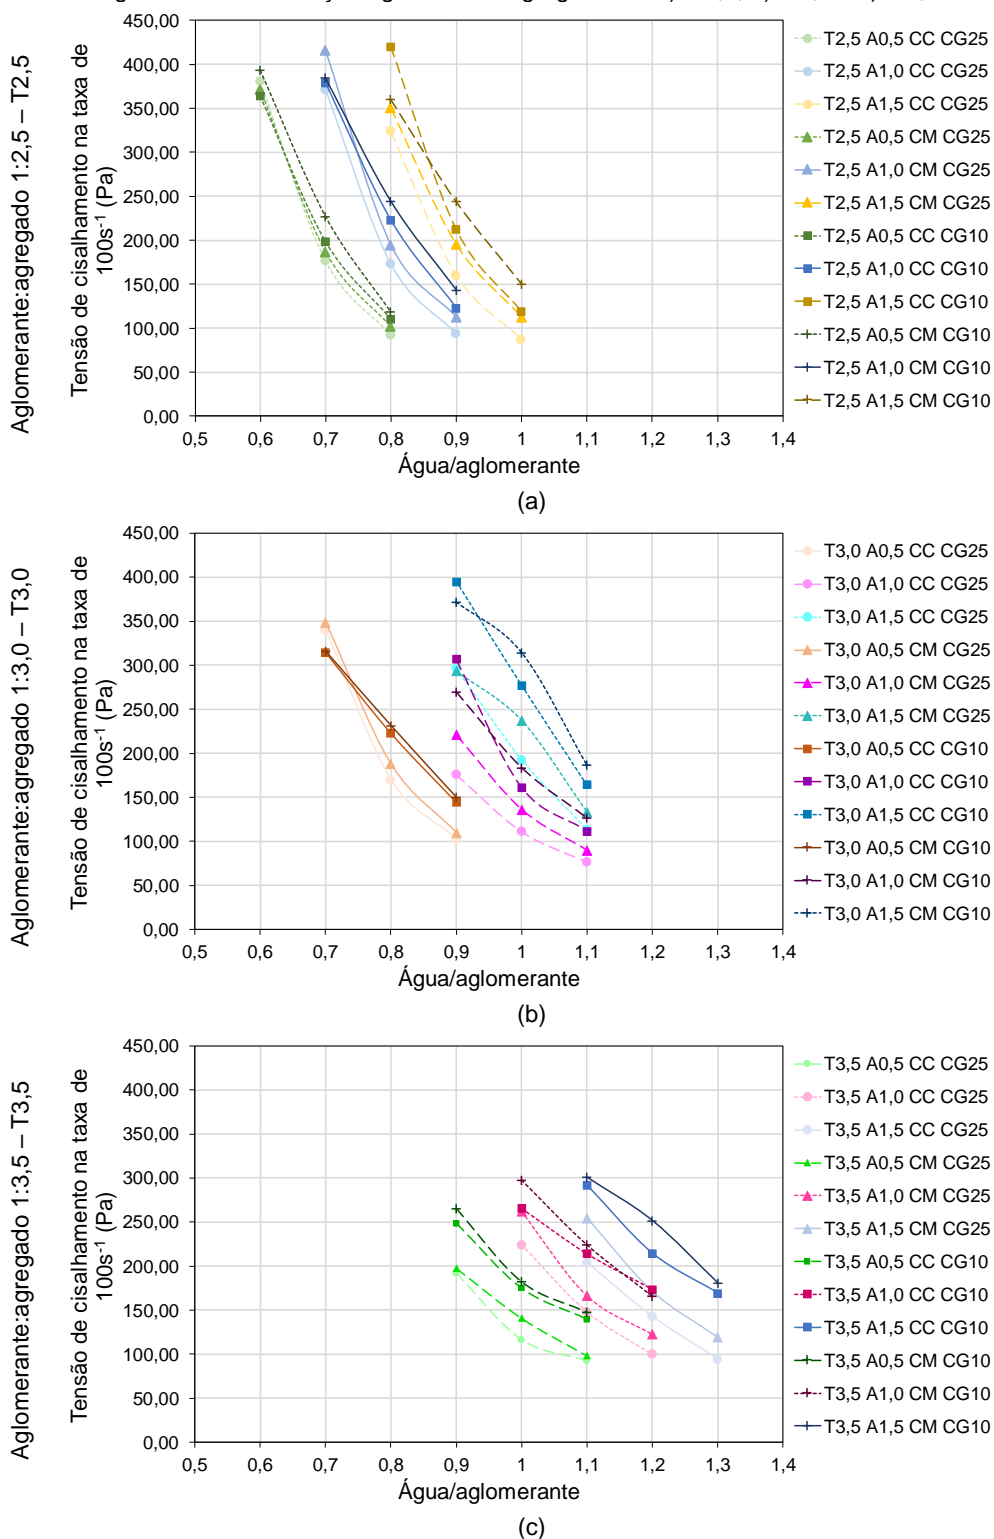 Aglomerante:agregado 1:2,5 – T2,5
Tensão de cisalhamento na taxa de
100s⁻¹ (Pa)
450,00
400,00
350,00
300,00
250,00
200,00
150,00
100,00
50,00
0,00
0,5 0,6 0,7 0,8 0,9 1 1,1 1,2 1,3 1,4
Água/aglomerante
T2,5 A0,5 CC CG25
T2,5 A1,0 CC CG25
T2,5 A1,5 CC CG25
T2,5 A0,5 CM CG25
T2,5 A1,0 CM CG25
T2,5 A1,5 CM CG25
T2,5 A0,5 CC CG10
T2,5 A1,0 CC CG10
T2,5 A1,5 CC CG10
T2,5 A0,5 CM CG10
T2,5 A1,0 CM CG10
T2,5 A1,5 CM CG10
(a)
Aglomerante:agregado 1:3,0 – T3,0
Tensão de cisalhamento na taxa de
100s⁻¹ (Pa)
450,00
400,00
350,00
300,00
250,00
200,00
150,00
100,00
50,00
0,00
0,5 0,6 0,7 0,8 0,9 1 1,1 1,2 1,3 1,4
Água/aglomerante
T3,0 A0,5 CC CG25
T3,0 A1,0 CC CG25
T3,0 A1,5 CC CG25
T3,0 A0,5 CM CG25
T3,0 A1,0 CM CG25
T3,0 A1,5 CM CG25
T3,0 A0,5 CC CG10
T3,0 A1,0 CC CG10
T3,0 A1,5 CC CG10
T3,0 A0,5 CM CG10
T3,0 A1,0 CM CG10
T3,0 A1,5 CM CG10
(b)
Aglomerante:agregado 1:3,5 – T3,5
Tensão de cisalhamento na taxa de
100s⁻¹ (Pa)
450,00
400,00
350,00
300,00
250,00
200,00
150,00
100,00
50,00
0,00
0,5 0,6 0,7 0,8 0,9 1 1,1 1,2 1,3 1,4
Água/aglomerante
T3,5 A0,5 CC CG25
T3,5 A1,0 CC CG25
T3,5 A1,5 CC CG25
T3,5 A0,5 CM CG25
T3,5 A1,0 CM CG25
T3,5 A1,5 CM CG25
T3,5 A0,5 CC CG10
T3,5 A1,0 CC CG10
T3,5 A1,5 CC CG10
T3,5 A0,5 CM CG10
T3,5 A1,0 CM CG10
T3,5 A1,5 CM CG10
(c)